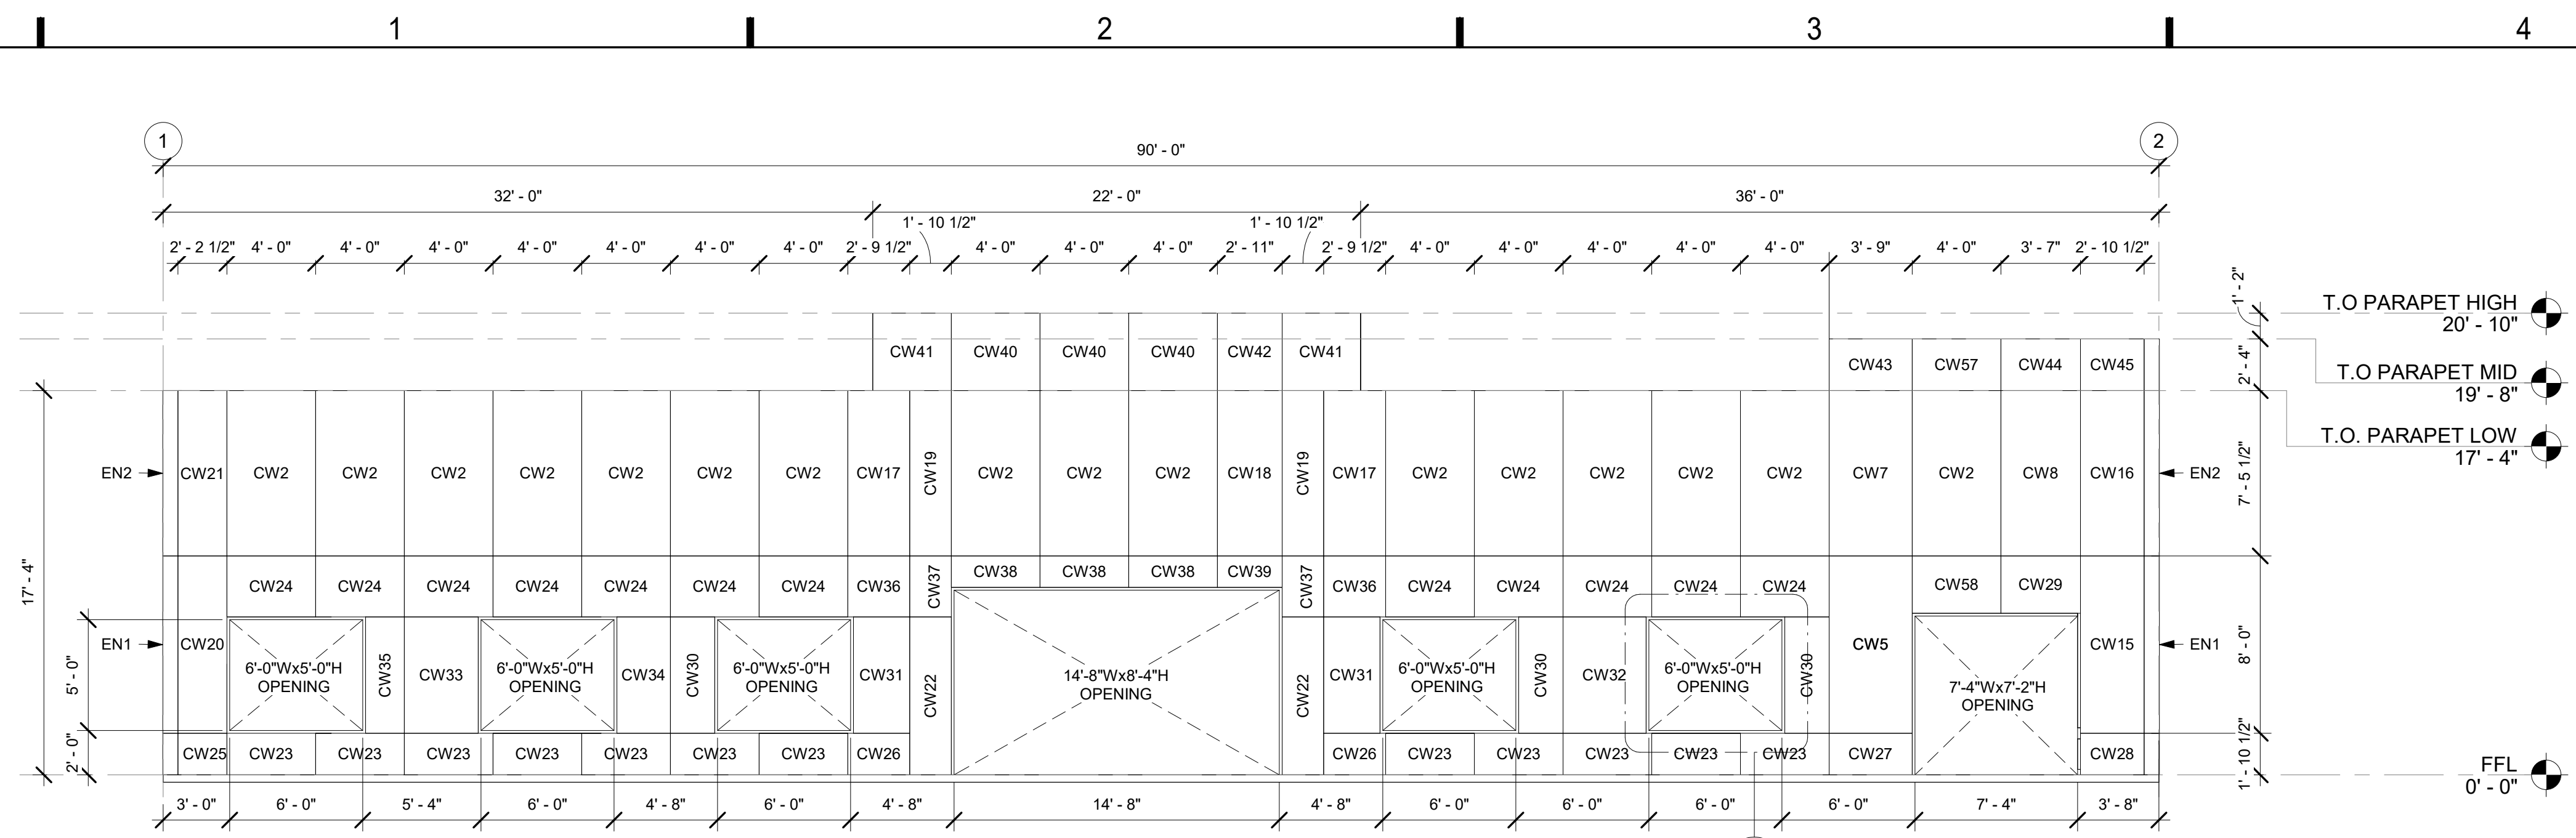 1 2 3 4
1 2
90' - 0"
32' - 0" 22' - 0" 36' - 0"
1' - 10 1/2" 1' - 10 1/2"
2' - 2 1/2" 4' - 0" 4' - 0" 4' - 0" 4' - 0" 4' - 0" 4' - 0" 4' - 0" 2' - 9 1/2" 4' - 0" 4' - 0" 4' - 0" 2' - 11" 2' - 9 1/2" 4' - 0" 4' - 0" 4' - 0" 4' - 0" 4' - 0" 3' - 9" 4' - 0" 3' - 7" 2' - 10 1/2"
1' - 2"
T.O PARAPET HIGH
20' - 10"
CW41 CW40 CW40 CW40 CW42 CW41
CW43 CW57 CW44 CW45
2' - 4"
T.O PARAPET MID
19' - 8"
T.O. PARAPET LOW
17' - 4"
EN2 CW21 CW2 CW2 CW2 CW2 CW2 CW2 CW2 CW17 CW19 CW2 CW2 CW2 CW18 CW19 CW17 CW2 CW2 CW2 CW2 CW2 CW7 CW2 CW8 CW16 EN2
7' - 5 1/2"
17' - 4"
CW24 CW24 CW24 CW24 CW24 CW24 CW24 CW36 CW37 CW38 CW38 CW38 CW39 CW37 CW36 CW24 CW24 CW24 CW24 CW24 CW58 CW29
EN1 CW20 CW5 CW15 EN1
8' - 0"
5' - 0"
6'-0"Wx5'-0"H
OPENING
CW35 CW33
6'-0"Wx5'-0"H
OPENING
CW34 CW30
6'-0"Wx5'-0"H
OPENING
CW31 CW22
14'-8"Wx8'-4"H
OPENING
CW22 CW31
6'-0"Wx5'-0"H
OPENING
CW30 CW32
6'-0"Wx5'-0"H
OPENING
CW30
7'-4"Wx7'-2"H
OPENING
2' - 0"
CW25 CW23 CW23 CW23 CW23 CW23 CW23 CW23 CW26 CW26 CW23 CW23 CW23 CW23 CW23 CW27 CW28
1' - 10 1/2"
FFL
0' - 0"
3' - 0" 6' - 0" 5' - 4" 6' - 0" 4' - 8" 6' - 0" 4' - 8" 14' - 8" 4' - 8" 6' - 0" 6' - 0" 6' - 0" 6' - 0" 7' - 4" 3' - 8"